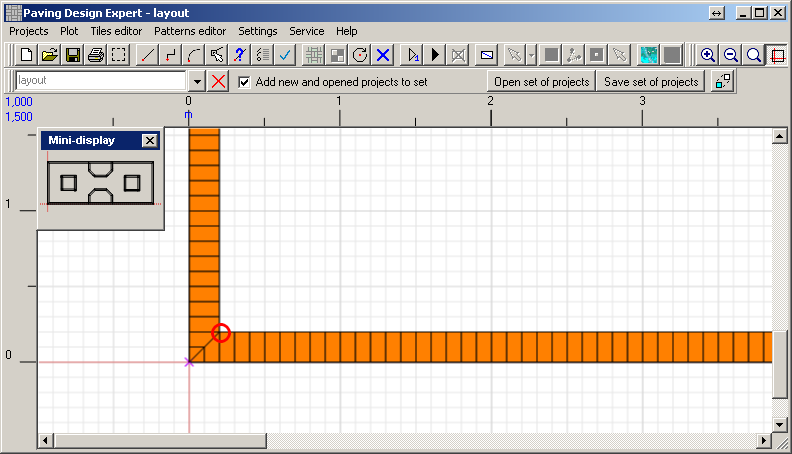 Paving Design Expert - layout
Projects Plot Tiles editor Patterns editor Settings Service Help
layout Add new and opened projects to set Open set of projects Save set of projects
1,000 0 1 2 3
1,500 m
Mini-display
1
0